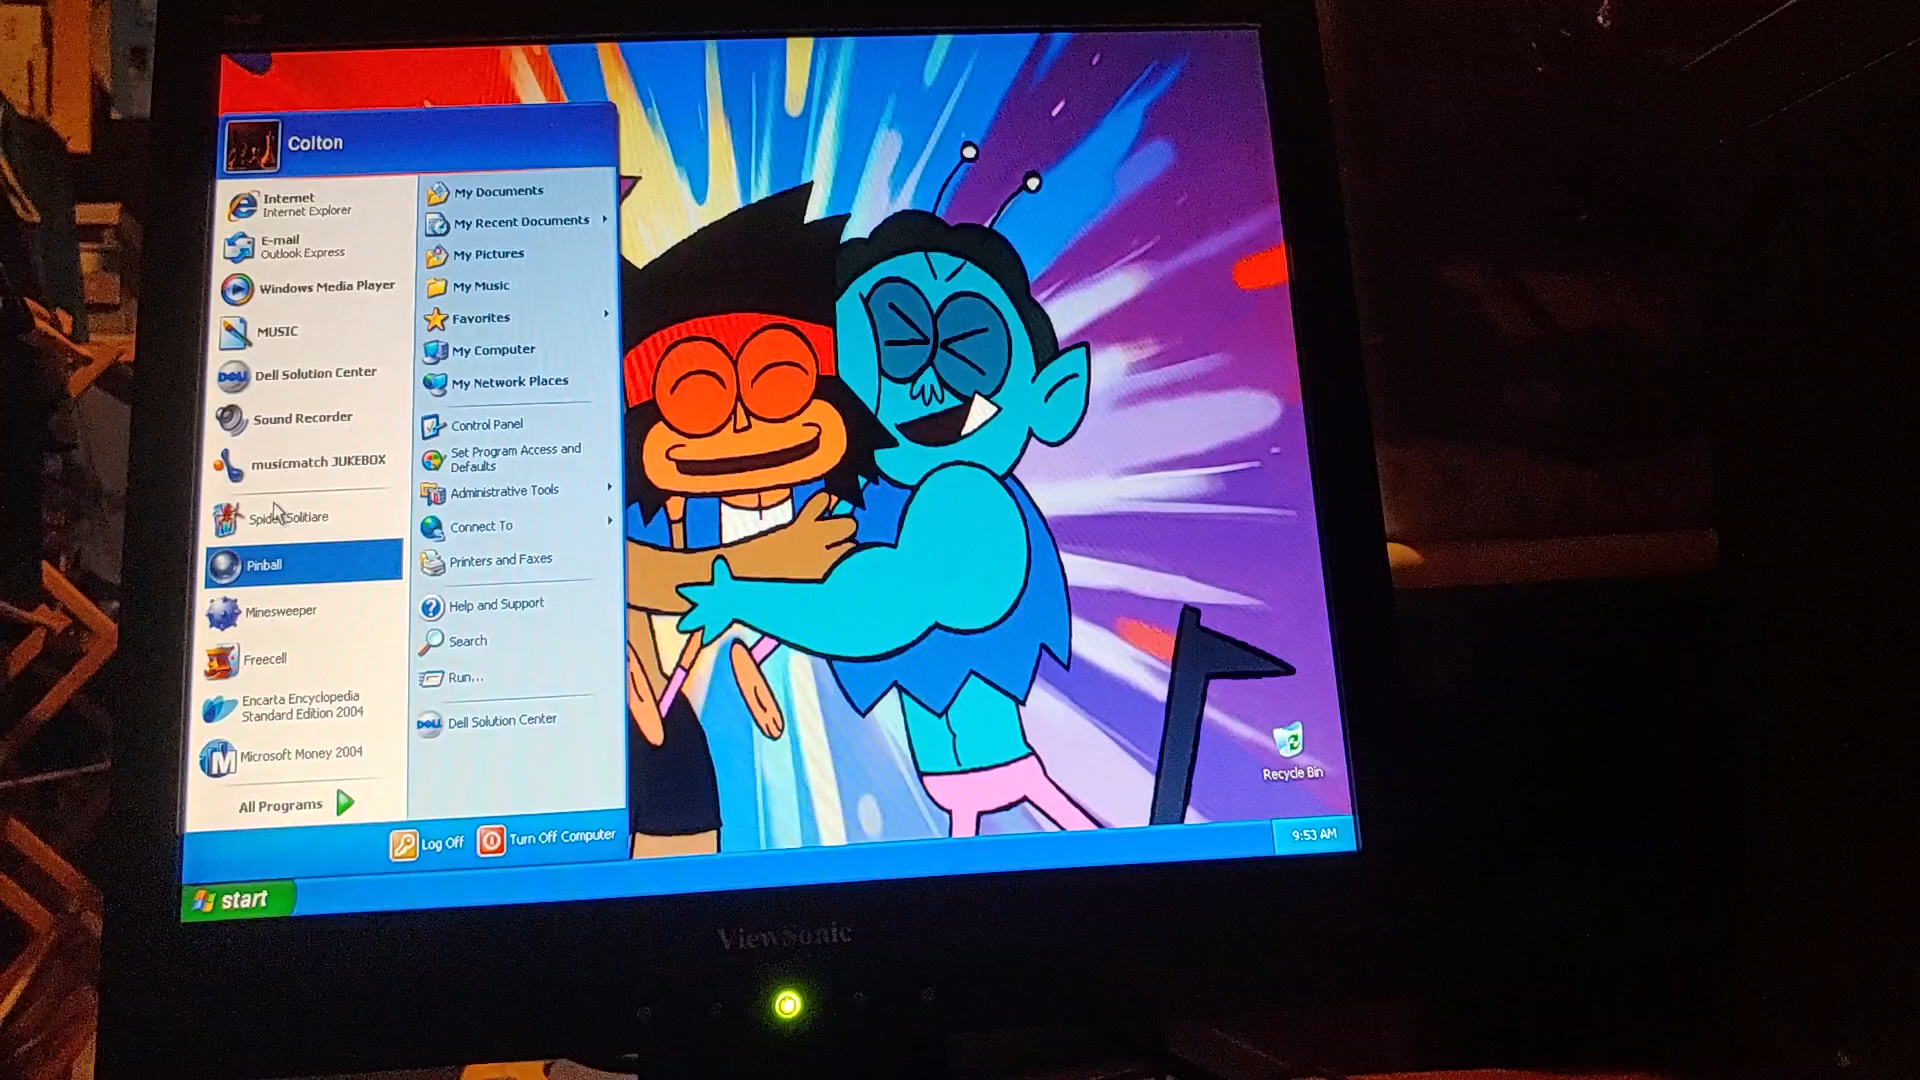 Colton
Internet
Internet Explorer
E-mail
Outlook Express
Windows Media Player
MUSIC
DELL Dell Solution Center
Sound Recorder
musicmatch JUKEBOX
Spider Solitiare
Pinball
Minesweeper
Freecell
Encarta Encyclopedia
Standard Edition 2004
M Microsoft Money 2004
All Programs
My Documents
My Recent Documents
My Pictures
My Music
Favorites
My Computer
My Network Places
Control Panel
Set Program Access and
Defaults
Administrative Tools
Connect To
Printers and Faxes
Help and Support
Search
Run...
DELL Dell Solution Center
Log Off
Turn Off Computer
Recycle Bin
start
9:53 AM
ViewSonic